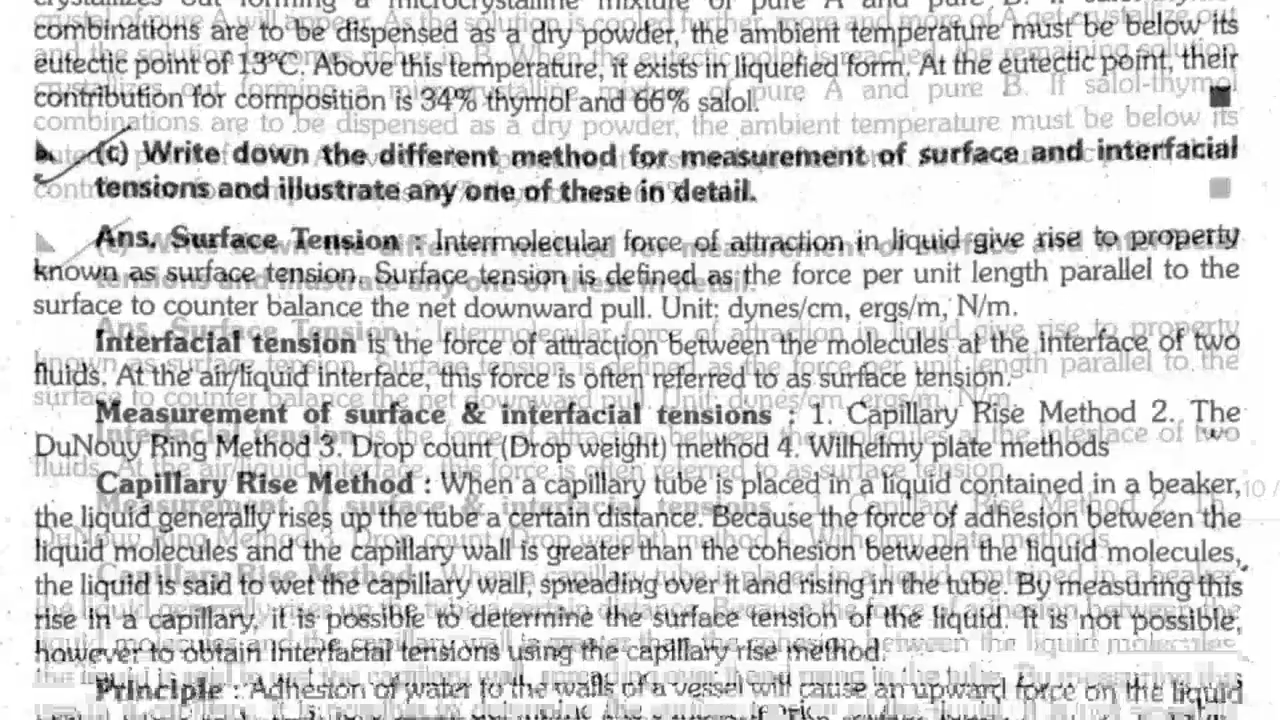 crystallizes out forming a microcrystalline mixture of pure A and pure B. If salol-thymol
combinations are to be dispensed as a dry powder, the ambient temperature must be below its
eutectic point of 13°C. Above this temperature, it exists in liquefied form. At the eutectic point, their
contribution for composition is 34% thymol and 66% salol.
(c) Write down the different method for measurement of surface and interfacial
tensions and illustrate any one of these in detail.
Ans. Surface Tension : Intermolecular force of attraction in liquid give rise to property
known as surface tension. Surface tension is defined as the force per unit length parallel to the
surface to counter balance the net downward pull. Unit: dynes/cm, ergs/m, N/m.
Interfacial tension is the force of attraction between the molecules at the interface of two
fluids. At the air/liquid interface, this force is often referred to as surface tension.
Measurement of surface & interfacial tensions : 1. Capillary Rise Method 2. The
DuNouy Ring Method 3. Drop count (Drop weight) method 4. Wilhelmy plate methods
Capillary Rise Method : When a capillary tube is placed in a liquid contained in a beaker,
the liquid generally rises up the tube a certain distance. Because the force of adhesion between the
liquid molecules and the capillary wall is greater than the cohesion between the liquid molecules,
the liquid is said to wet the capillary wall, spreading over it and rising in the tube. By measuring this
rise in a capillary, it is possible to determine the surface tension of the liquid. It is not possible,
however to obtain interfacial tensions using the capillary rise method.
Principle : Adhesion of water to the walls of a vessel will cause an upward force on the liquid